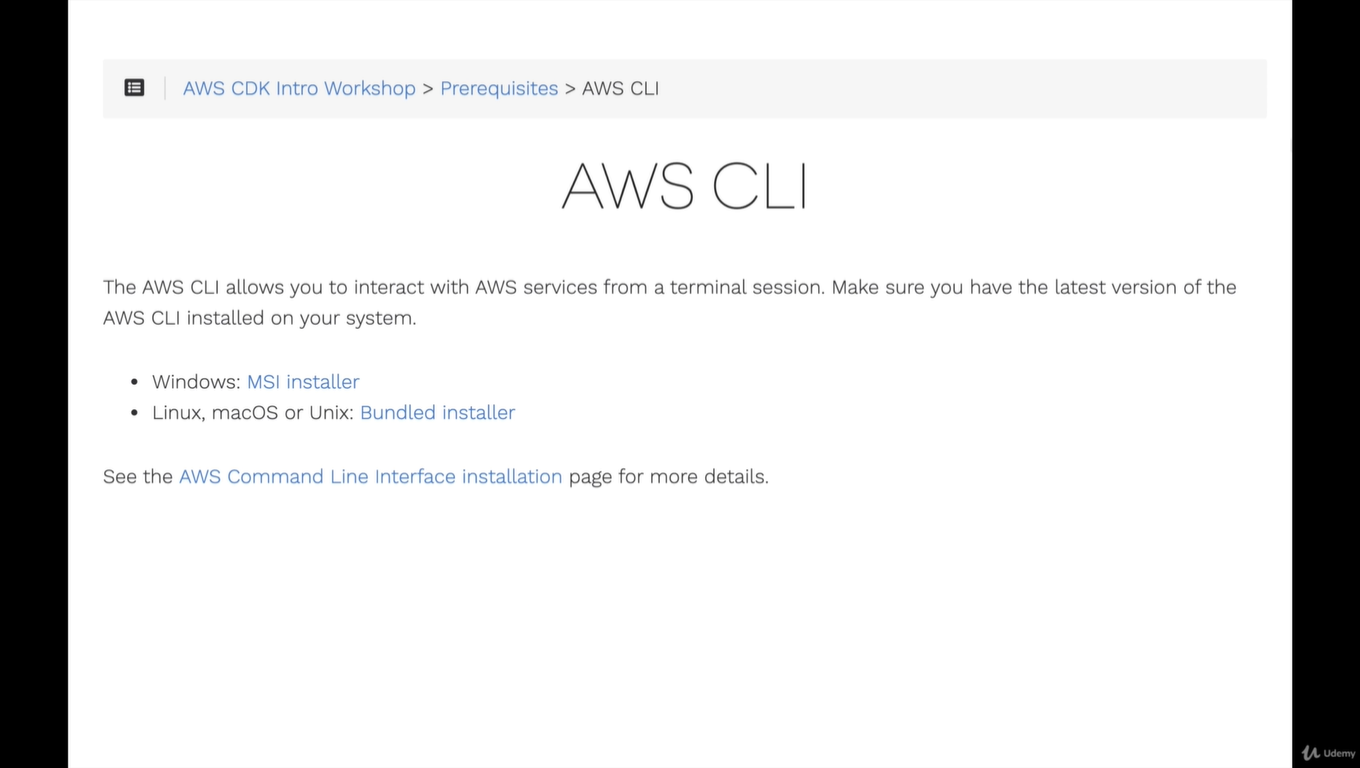 AWS CDK Intro Workshop > Prerequisites > AWS CLI
AWS CLI
The AWS CLI allows you to interact with AWS services from a terminal session. Make sure you have the latest version of the
AWS CLI installed on your system.
• Windows: MSI installer
• Linux, macOS or Unix: Bundled installer
See the AWS Command Line Interface installation page for more details.
Udemy